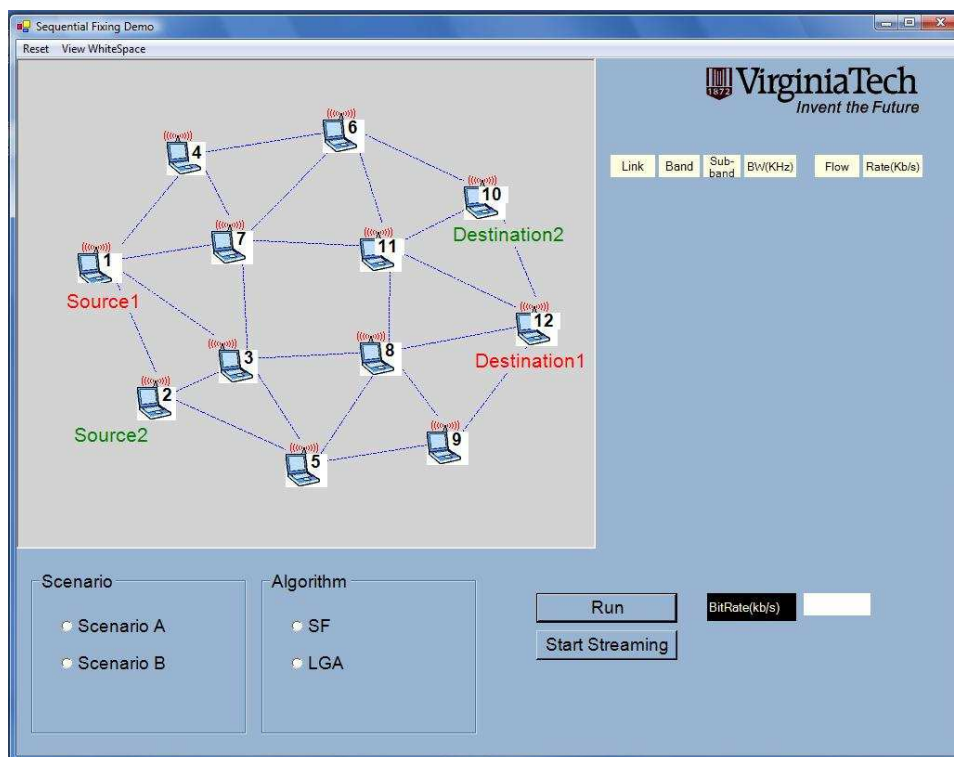 Sequential Fixing Demo
Reset View WhiteSpace
1872
VirginiaTech
Invent the Future
6
4
10
Destination2
7
11
1
Source1
12
Destination1
3
8
2
Source2
9
5
Link Band Sub-band BW(KHz) Flow Rate(Kb/s)
Scenario
Scenario A
Scenario B
Algorithm
SF
LGA
Run
Start Streaming
BitRate(kb/s)